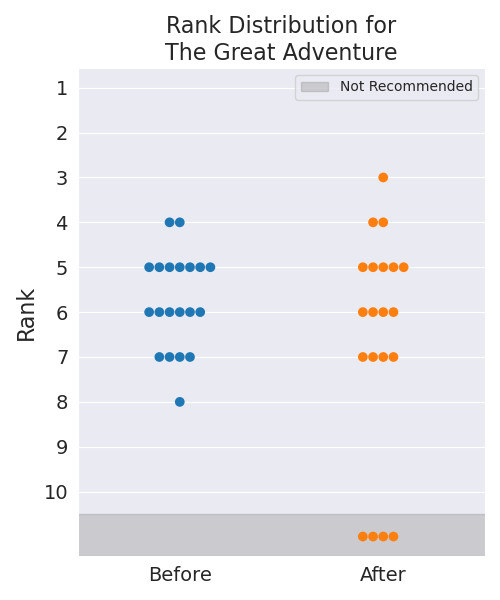 Rank Distribution for
The Great Adventure
Not Recommended
1
2
3
4
5
6
7
8
9
10
Rank
Before
After